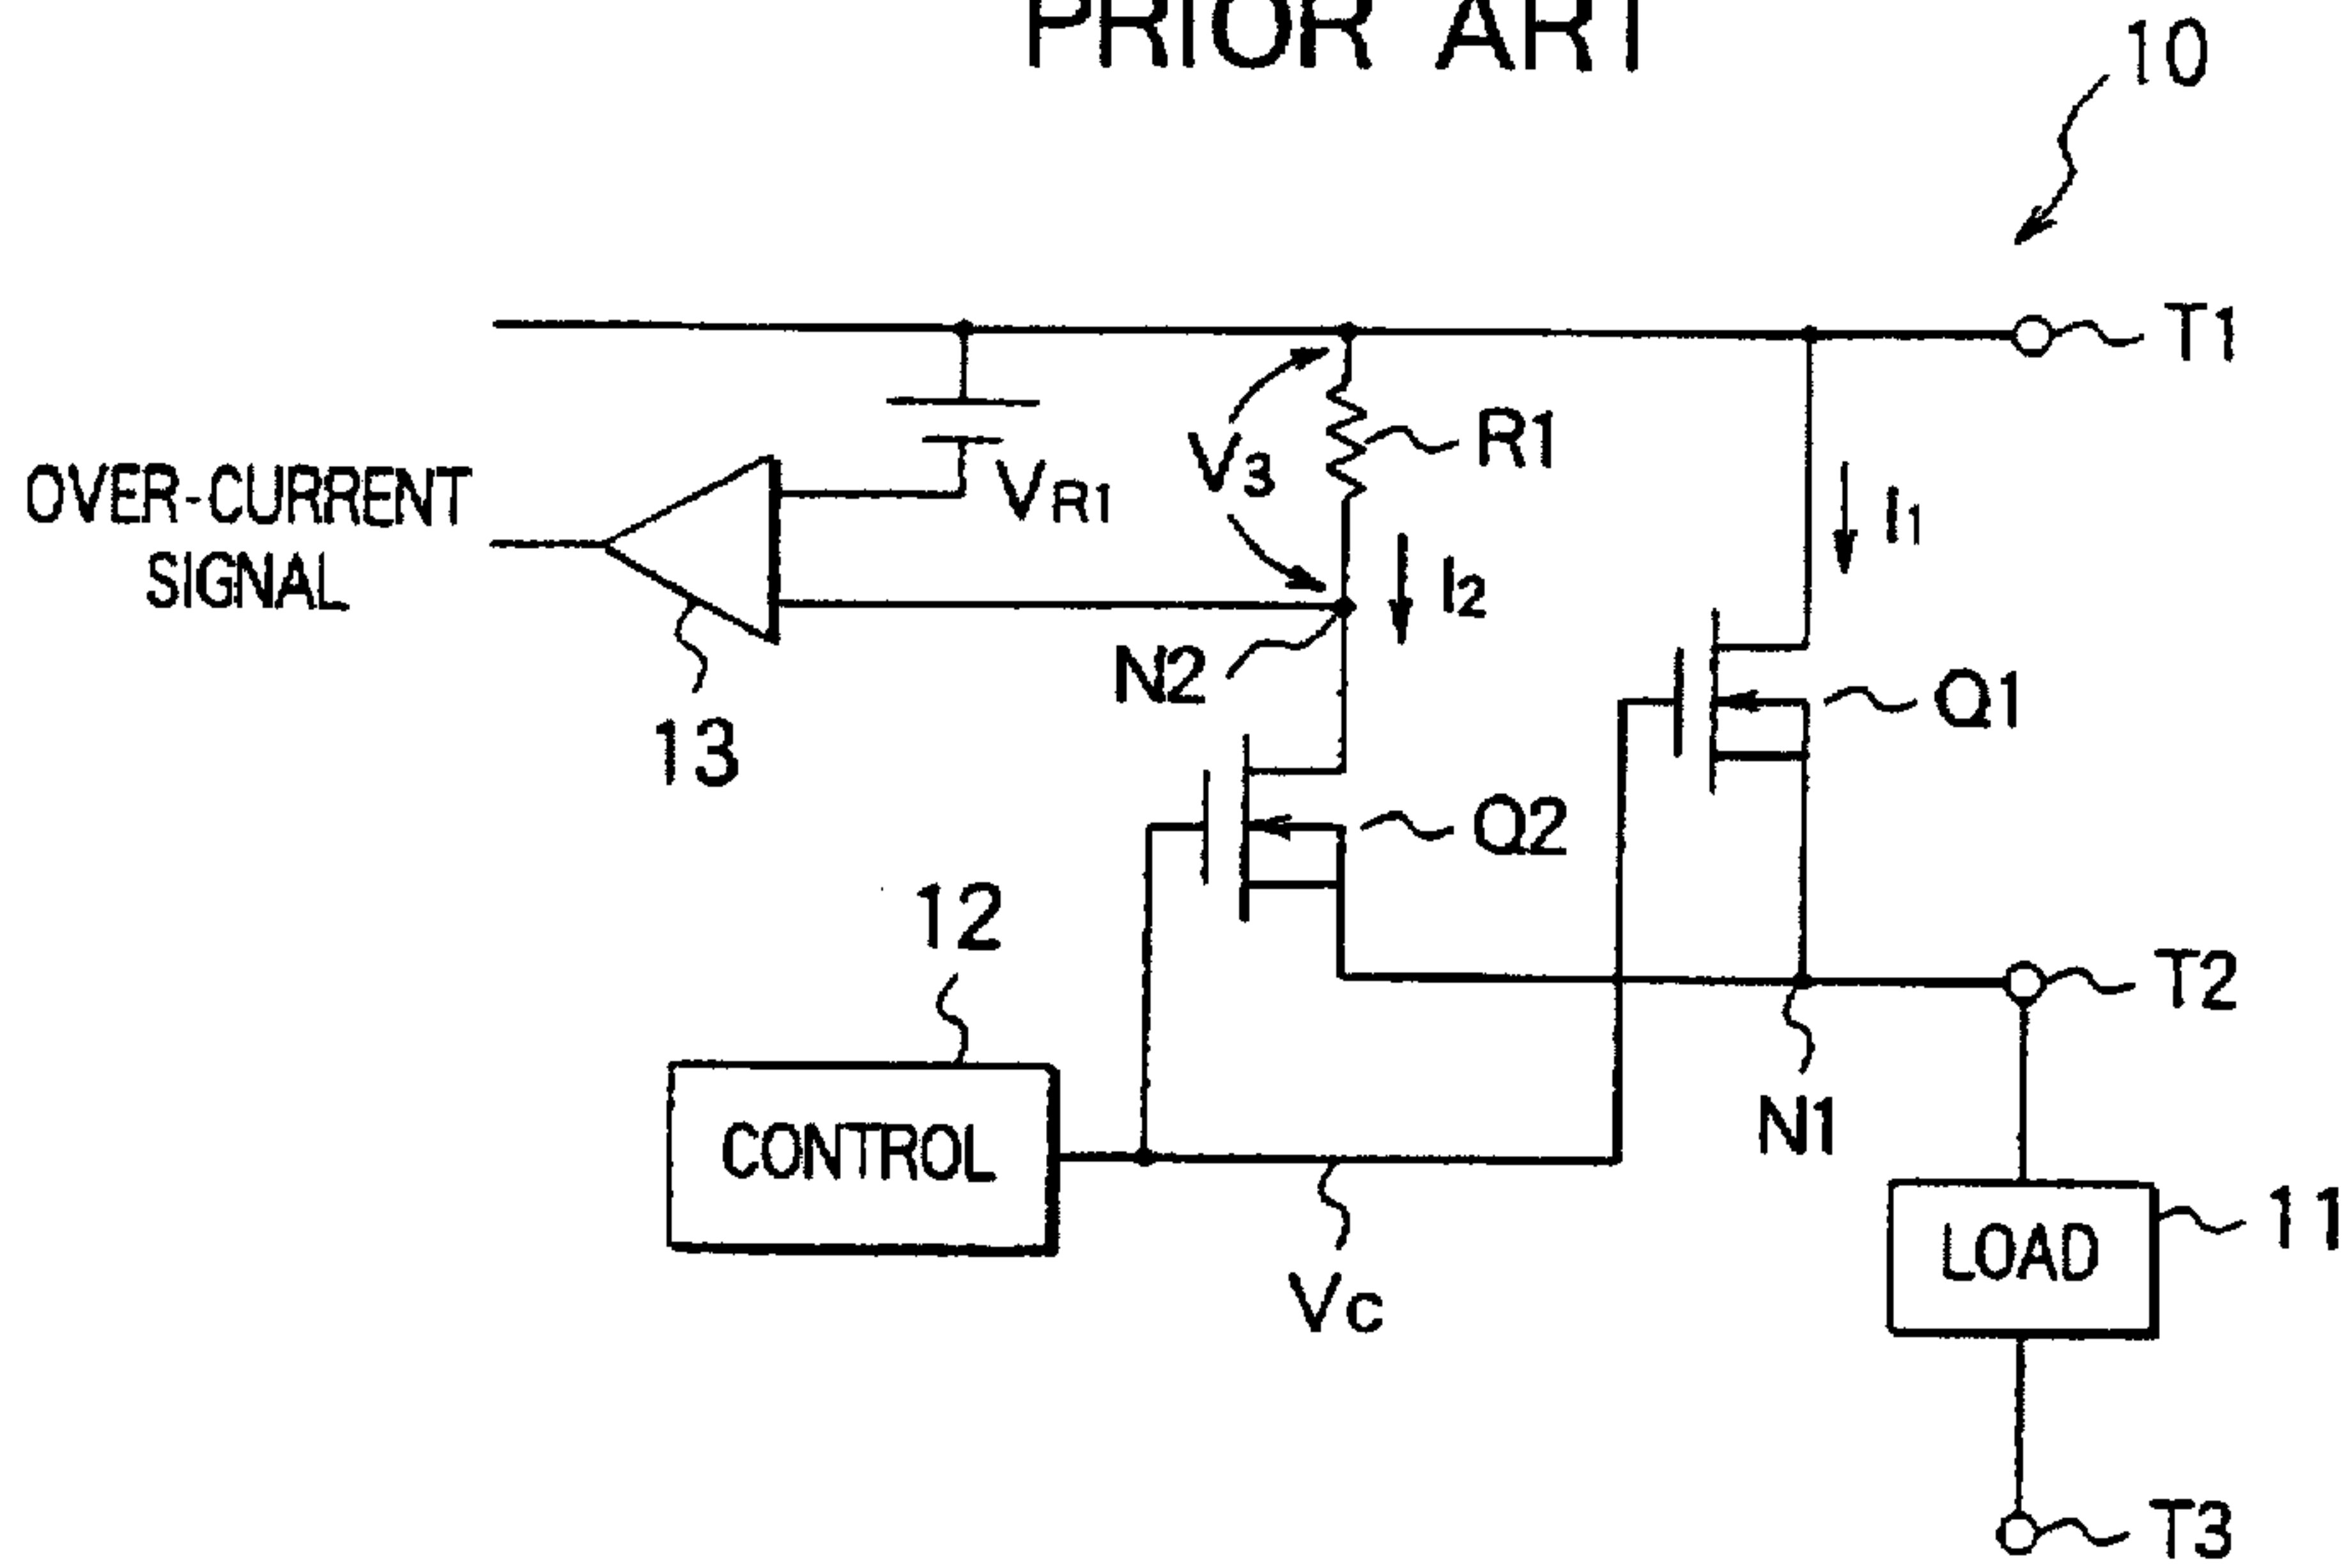 PRIOR ART
10
T1
R1
V3
VR1
I1
OVER-CURRENT
SIGNAL
I2
N2
Q1
13
Q2
12
T2
CONTROL
N1
11
LOAD
Vc
T3